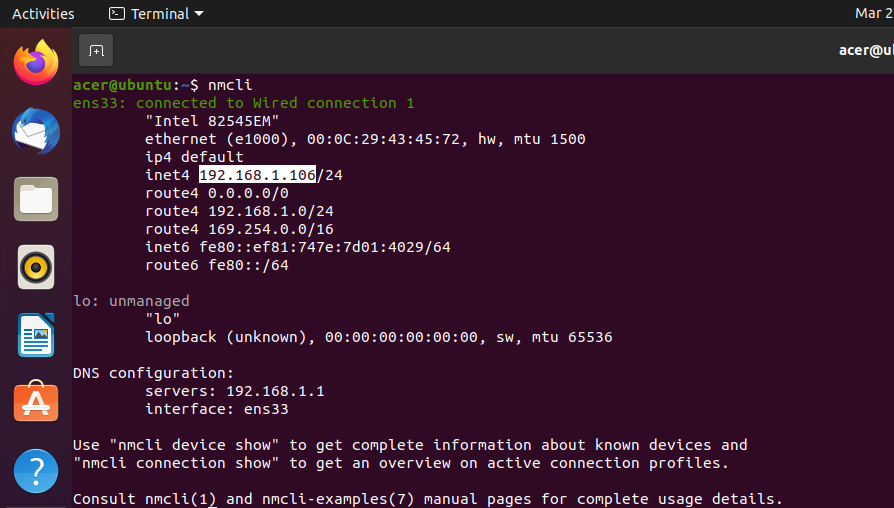 Activities
Terminal
Mar 2
acer@u
acer@ubuntu:~$ nmcli
ens33: connected to Wired connection 1
"Intel 82545EM"
ethernet (e1000), 00:0C:29:43:45:72, hw, mtu 1500
ip4 default
inet4 192.168.1.106/24
route4 0.0.0.0/0
route4 192.168.1.0/24
route4 169.254.0.0/16
inet6 fe80::ef81:747e:7d01:4029/64
route6 fe80::/64
lo: unmanaged
"lo"
loopback (unknown), 00:00:00:00:00:00, sw, mtu 65536
DNS configuration:
servers: 192.168.1.1
interface: ens33
Use "nmcli device show" to get complete information about known devices and
"nmcli connection show" to get an overview on active connection profiles.
Consult nmcli(1) and nmcli-examples(7) manual pages for complete usage details.